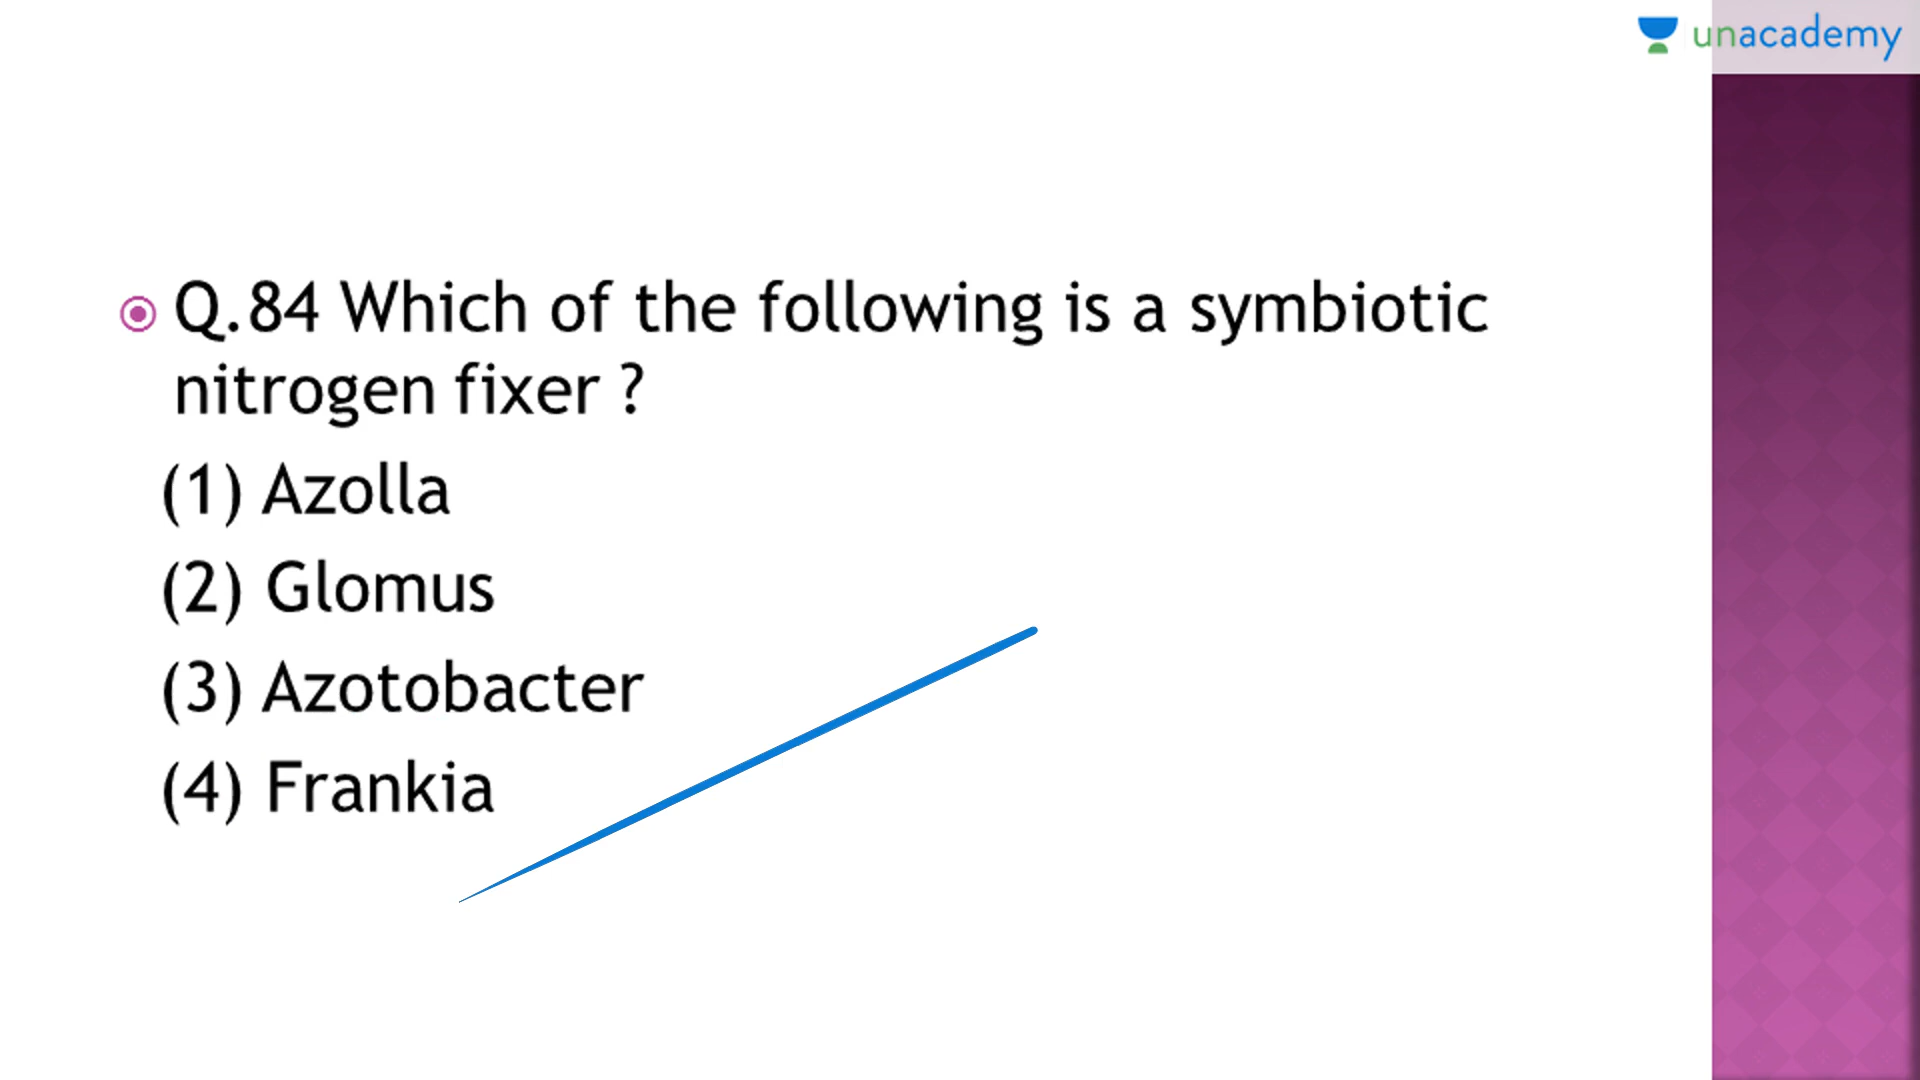 unacademy
Q.84 Which of the following is a symbiotic
nitrogen fixer ?
(1) Azolla
(2) Glomus
(3) Azotobacter
(4) Frankia